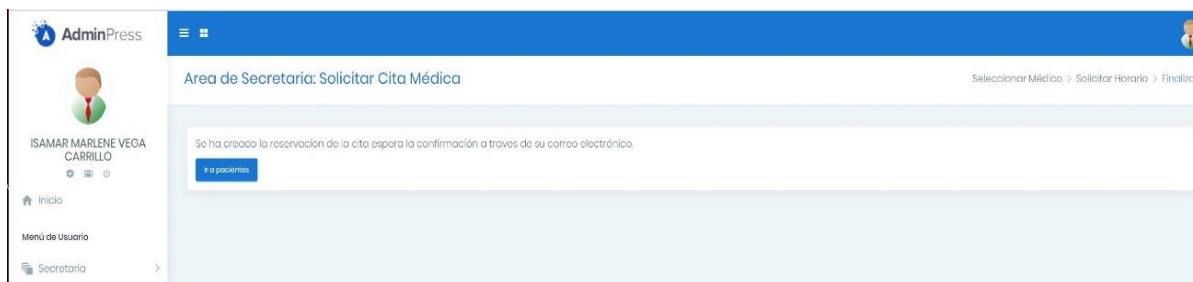 AdminPress
Area de Secretaria: Solicitar Cita Médica
Seleccionar Médico > Solicitar Horario > Finaliza
ISAMAR MARLENE VEGA
CARRILLO
Se ha creado la reservacion de la cita espera la confirmación a traves de su correo electrónico.
Ir a pacientes
Inicio
Menú de Usuario
Secretaria